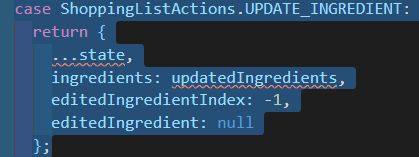 case ShoppingListActions.UPDATE_INGREDIENT:
return {
...state,
ingredients: updatedIngredients,
editedIngredientIndex: -1,
editedIngredient: null
};